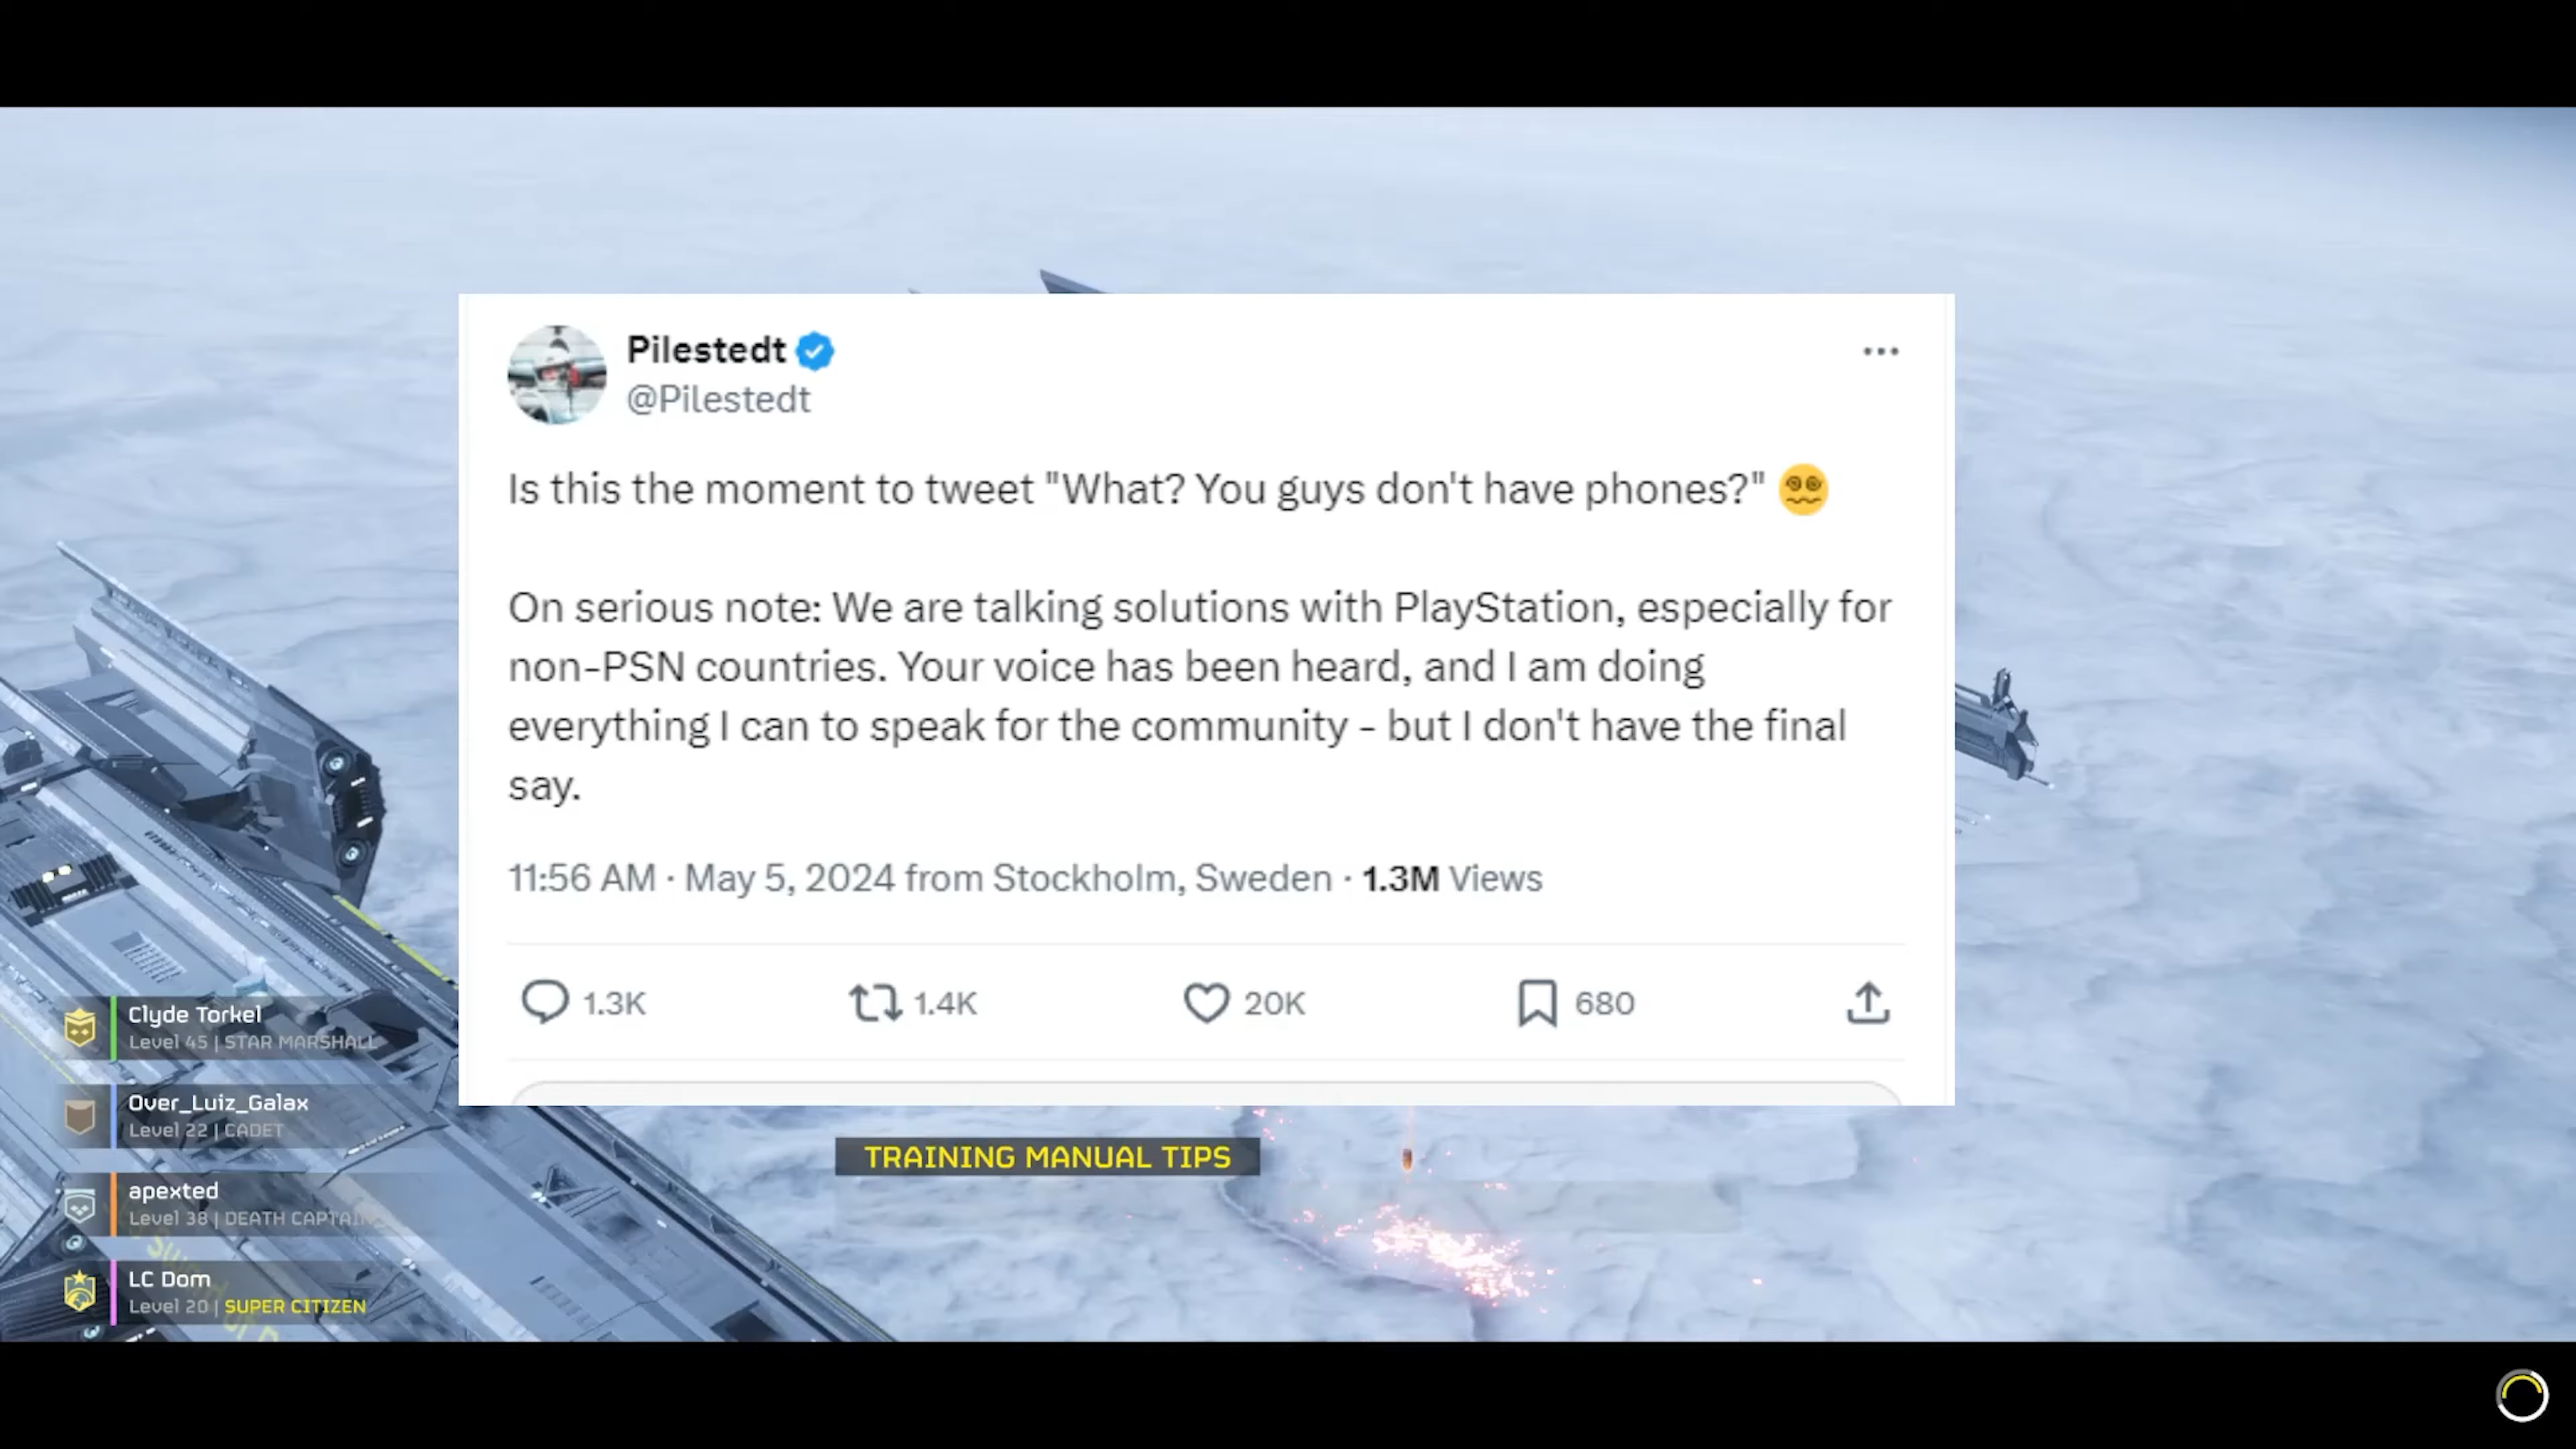 Pilestedt
@Pilestedt
Is this the moment to tweet "What? You guys don't have phones?" 😵‍💫
On serious note: We are talking solutions with PlayStation, especially for
non-PSN countries. Your voice has been heard, and I am doing
everything I can to speak for the community - but I don't have the final
say.
11:56 AM · May 5, 2024 from Stockholm, Sweden · 1.3M Views
1.3K 1.4K 20K 680
Clyde Torkel
Level 45 | STAR MARSHALL
Over_Luiz_Galax
Level 22 | CADET
apexted
Level 38 | DEATH CAPTAIN
LC Dom
Level 20 | SUPER CITIZEN
TRAINING MANUAL TIPS